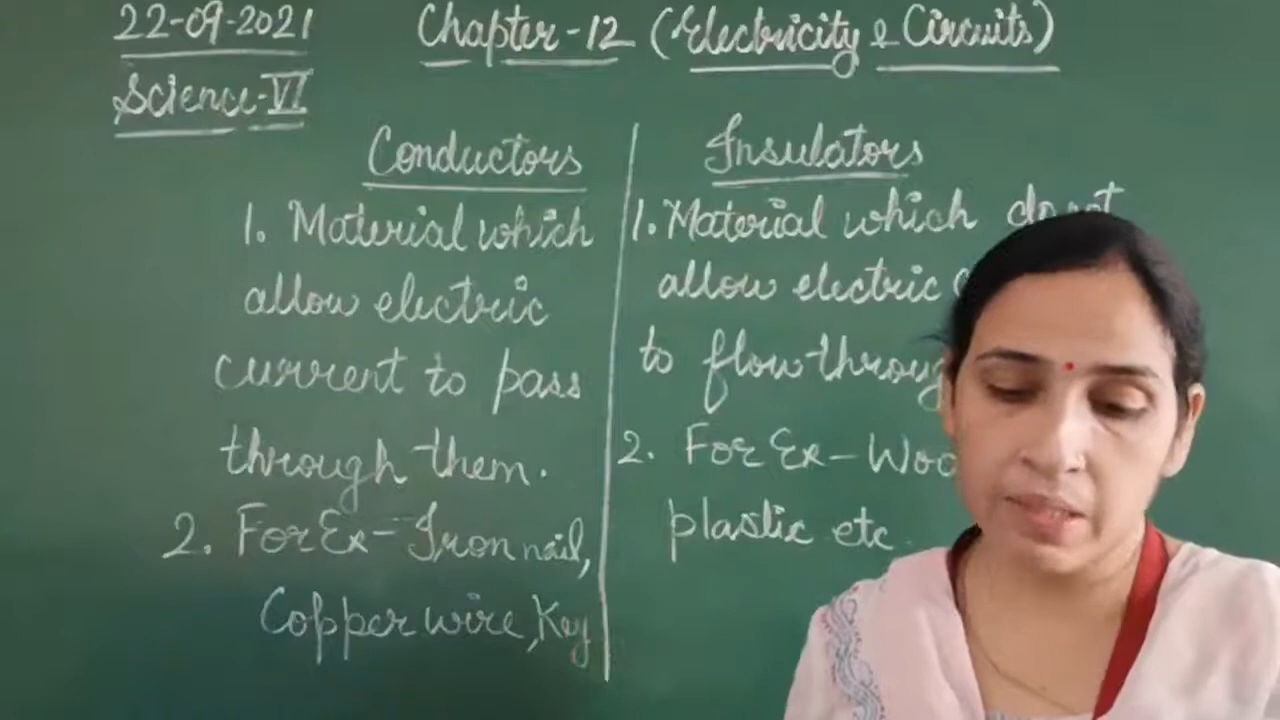 22-09-2021
Chapter-12 (Electricity & Circuits)
Science-VI
Conductors
1. Material which
allow electric
current to pass
through them.
2. For Ex- Iron nail,
Copper wire, Key
Insulators
1. Material which do not
allow electric
to flow
2. For Ex-
plastic etc.